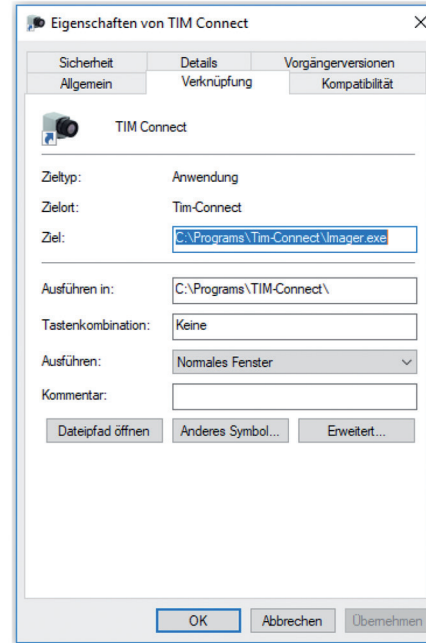 Eigenschaften von TIM Connect
Sicherheit Details Vorgängerversionen
Allgemein Verknüpfung Kompatibilität
TIM Connect
Zieltyp: Anwendung
Zielort: Tim-Connect
Ziel: C:\Programs\Tim-Connect\Imager.exe
Ausführen in: C:\Programs\TIM-Connect\
Tastenkombination: Keine
Ausführen: Normales Fenster
Kommentar:
Dateipfad öffnen Anderes Symbol... Erweitert...
OK Abbrechen Übernehmen